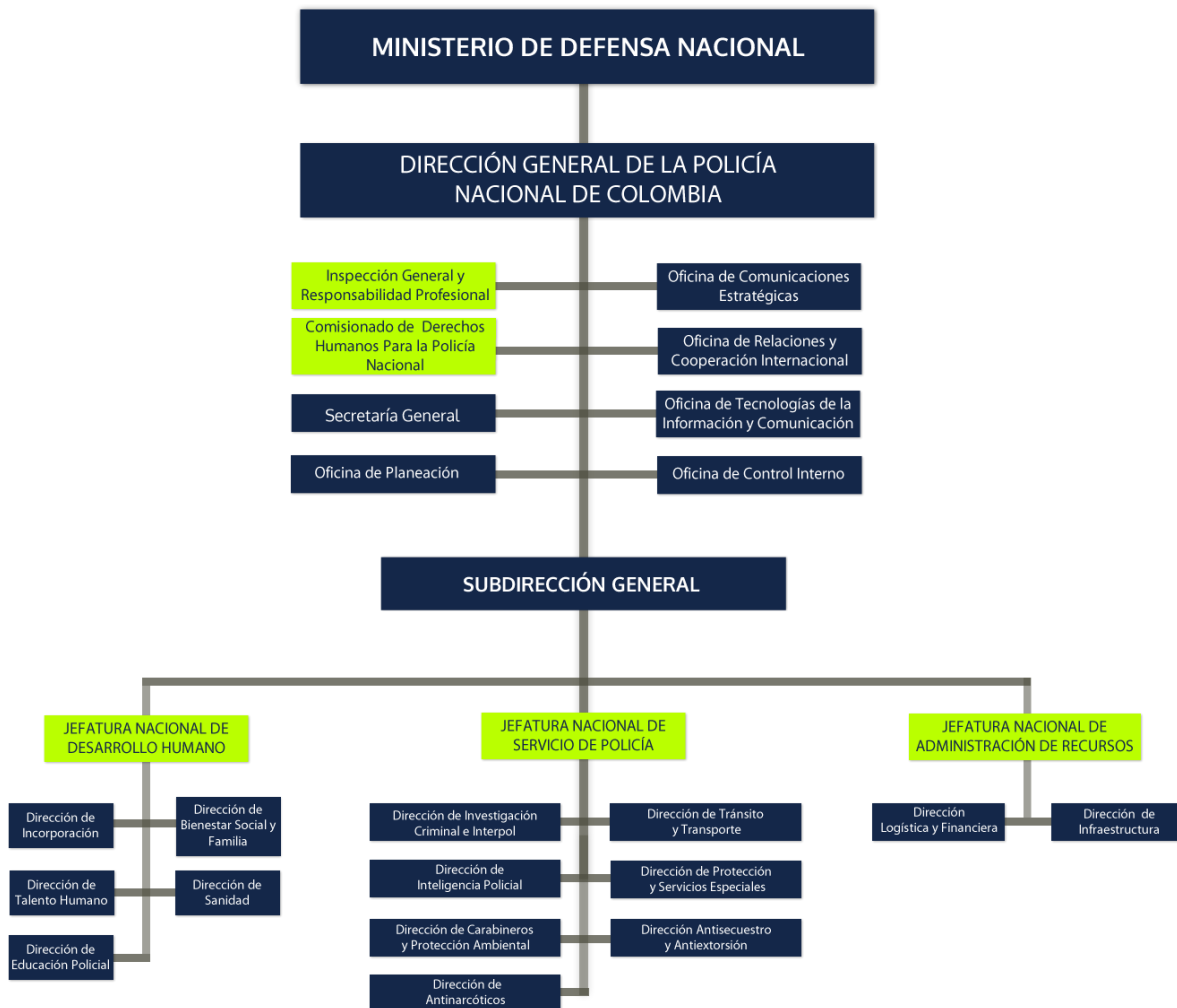 MINISTERIO DE DEFENSA NACIONAL
DIRECCIÓN GENERAL DE LA POLICÍA
NACIONAL DE COLOMBIA
Inspección General y
Responsabilidad Profesional
Oficina de Comunicaciones
Estratégicas
Comisionado de Derechos
Humanos Para la Policía
Nacional
Oficina de Relaciones y
Cooperación Internacional
Secretaría General
Oficina de Tecnologías de la
Información y Comunicación
Oficina de Planeación
Oficina de Control Interno
SUBDIRECCIÓN GENERAL
JEFATURA NACIONAL DE
DESARROLLO HUMANO
JEFATURA NACIONAL DE
SERVICIO DE POLICÍA
JEFATURA NACIONAL DE
ADMINISTRACIÓN DE RECURSOS
Dirección de
Incorporación
Dirección de
Bienestar Social y
Familia
Dirección de
Talento Humano
Dirección de
Sanidad
Dirección de
Educación Policial
Dirección de Investigación
Criminal e Interpol
Dirección de Tránsito
y Transporte
Dirección de
Inteligencia Policial
Dirección de Protección
y Servicios Especiales
Dirección de Carabineros
y Protección Ambiental
Dirección Antisecuestro
y Antiextorsión
Dirección de
Antinarcóticos
Dirección
Logística y Financiera
Dirección de
Infraestructura